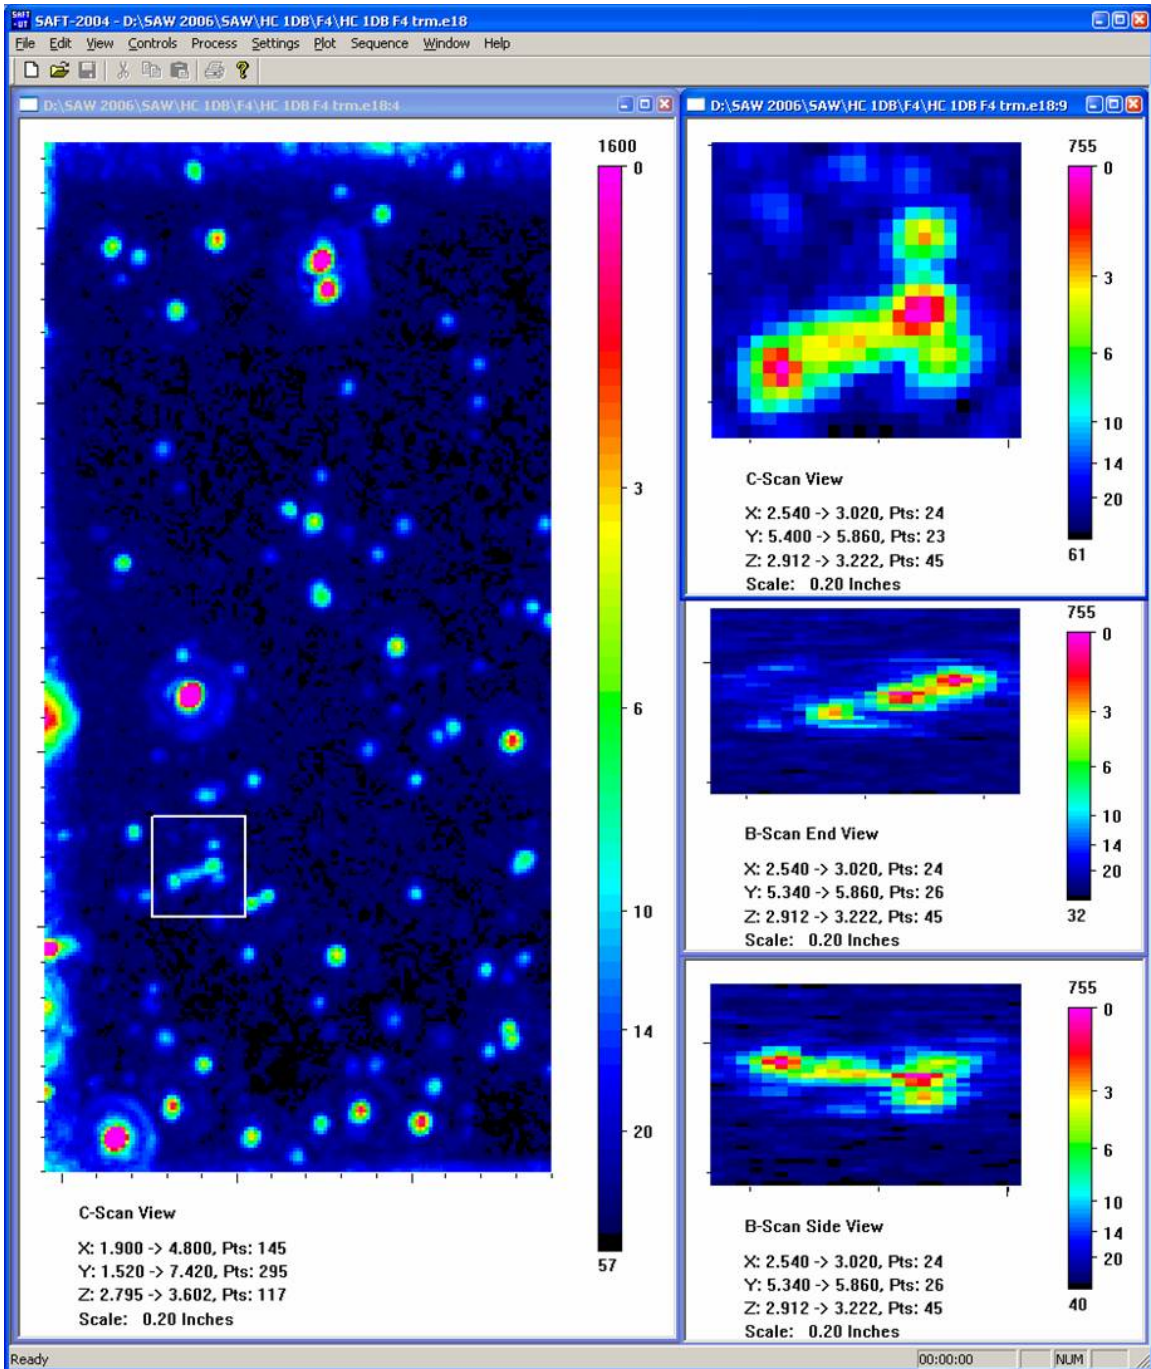 SAFT-2004 - D:\SAW 2006\SAW\HC 1DB\F4\HC 1DB F4 trm.e18
File Edit View Controls Process Settings Plot Sequence Window Help
D:\SAW 2006\SAW\HC 1DB\F4\HC 1DB F4 trm.e18:4
1600
0
3
6
10
14
20
57
C-Scan View
X: 1.900 -> 4.800, Pts: 145
Y: 1.520 -> 7.420, Pts: 295
Z: 2.795 -> 3.602, Pts: 117
Scale: 0.20 Inches
D:\SAW 2006\SAW\HC 1DB\F4\HC 1DB F4 trm.e18:9
755
0
3
6
10
14
20
61
C-Scan View
X: 2.540 -> 3.020, Pts: 24
Y: 5.400 -> 5.860, Pts: 23
Z: 2.912 -> 3.222, Pts: 45
Scale: 0.20 Inches
755
0
3
6
10
14
20
32
B-Scan End View
X: 2.540 -> 3.020, Pts: 24
Y: 5.340 -> 5.860, Pts: 26
Z: 2.912 -> 3.222, Pts: 45
Scale: 0.20 Inches
755
0
3
6
10
14
20
40
B-Scan Side View
X: 2.540 -> 3.020, Pts: 24
Y: 5.340 -> 5.860, Pts: 26
Z: 2.912 -> 3.222, Pts: 45
Scale: 0.20 Inches
Ready
00:00:00
NUM